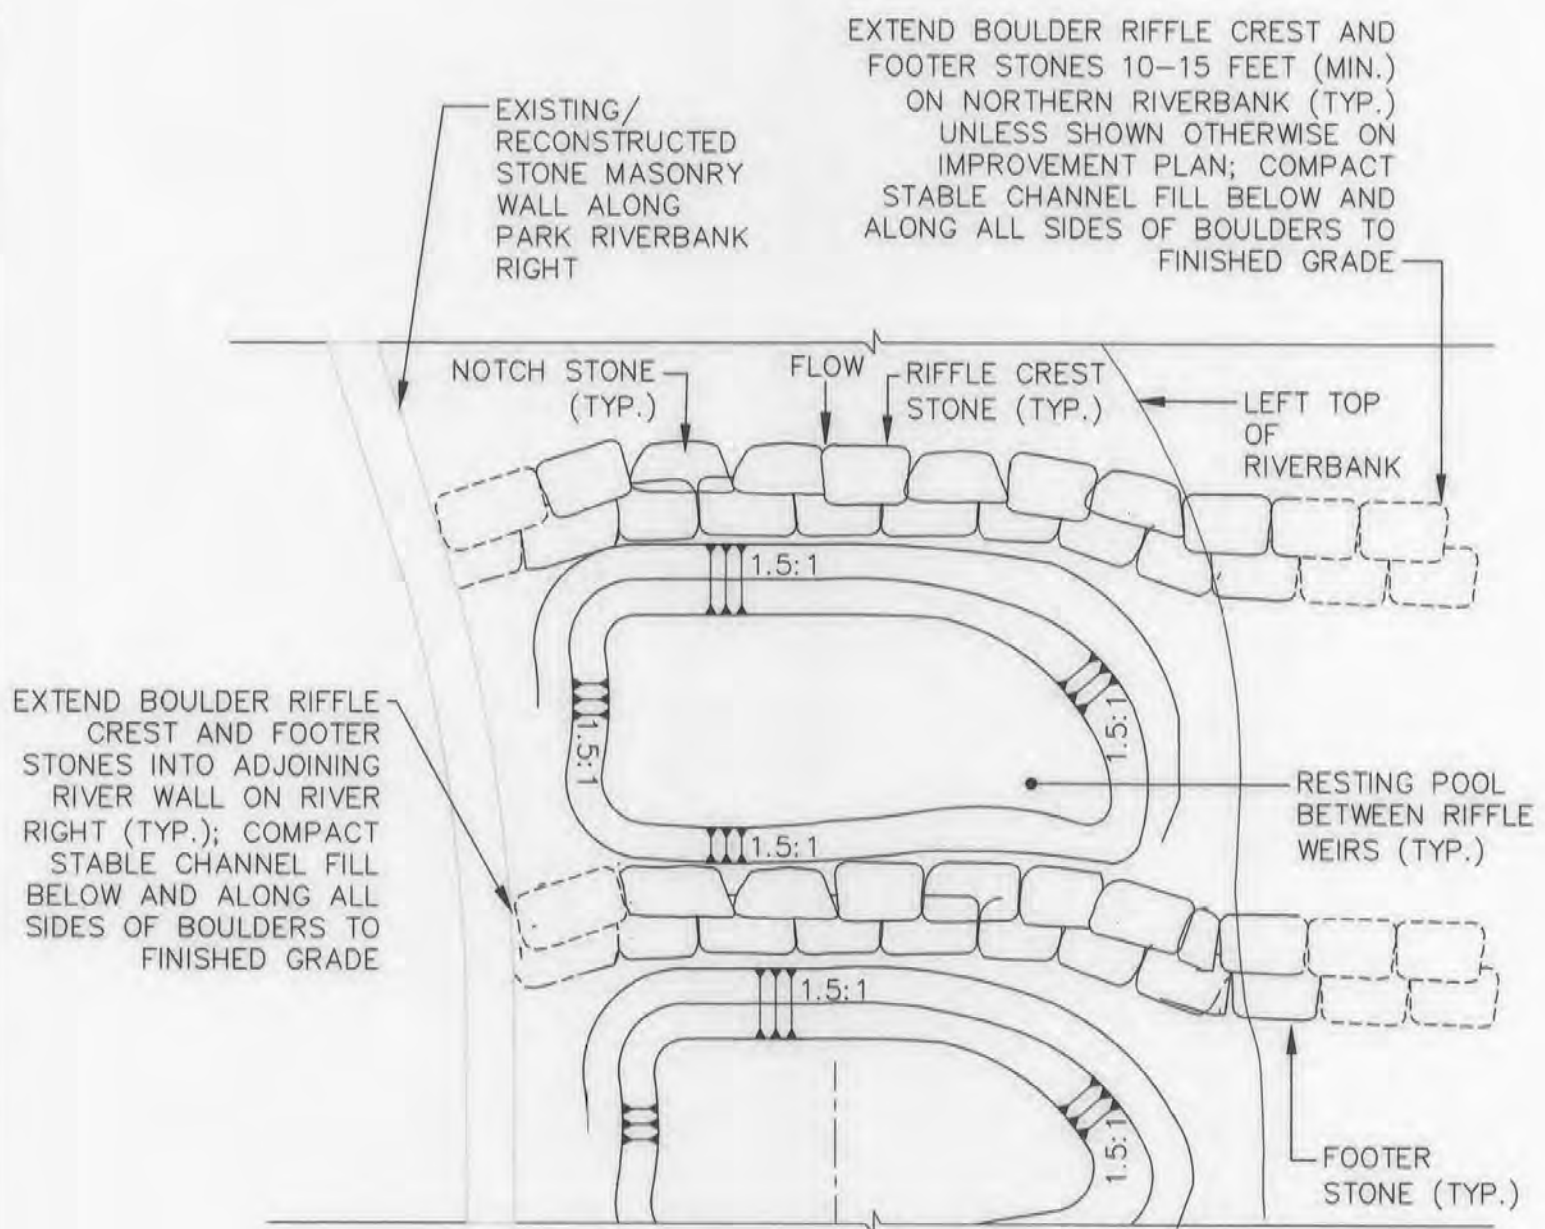 EXTEND BOULDER RIFFLE CREST AND
FOOTER STONES 10-15 FEET (MIN.)
ON NORTHERN RIVERBANK (TYP.)
UNLESS SHOWN OTHERWISE ON
IMPROVEMENT PLAN; COMPACT
STABLE CHANNEL FILL BELOW AND
ALONG ALL SIDES OF BOULDERS TO
FINISHED GRADE
EXISTING/
RECONSTRUCTED
STONE MASONRY
WALL ALONG
PARK RIVERBANK
RIGHT
NOTCH STONE
(TYP.)
FLOW
RIFFLE CREST
STONE (TYP.)
LEFT TOP
OF
RIVERBANK
1.5:1
1.5:1
1.5:1
1.5:1
EXTEND BOULDER RIFFLE
CREST AND FOOTER
STONES INTO ADJOINING
RIVER WALL ON RIVER
RIGHT (TYP.); COMPACT
STABLE CHANNEL FILL
BELOW AND ALONG ALL
SIDES OF BOULDERS TO
FINISHED GRADE
RESTING POOL
BETWEEN RIFFLE
WEIRS (TYP.)
1.5:1
1.5:1
FOOTER
STONE (TYP.)